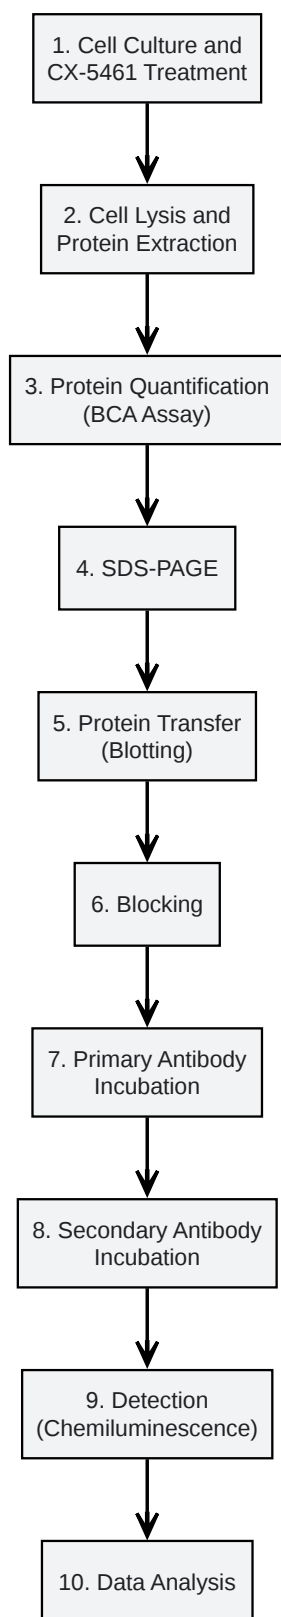 1. Cell Culture and
CX-5461 Treatment
2. Cell Lysis and
Protein Extraction
3. Protein Quantification
(BCA Assay)
4. SDS-PAGE
5. Protein Transfer
(Blotting)
6. Blocking
7. Primary Antibody
Incubation
8. Secondary Antibody
Incubation
9. Detection
(Chemiluminescence)
10. Data Analysis